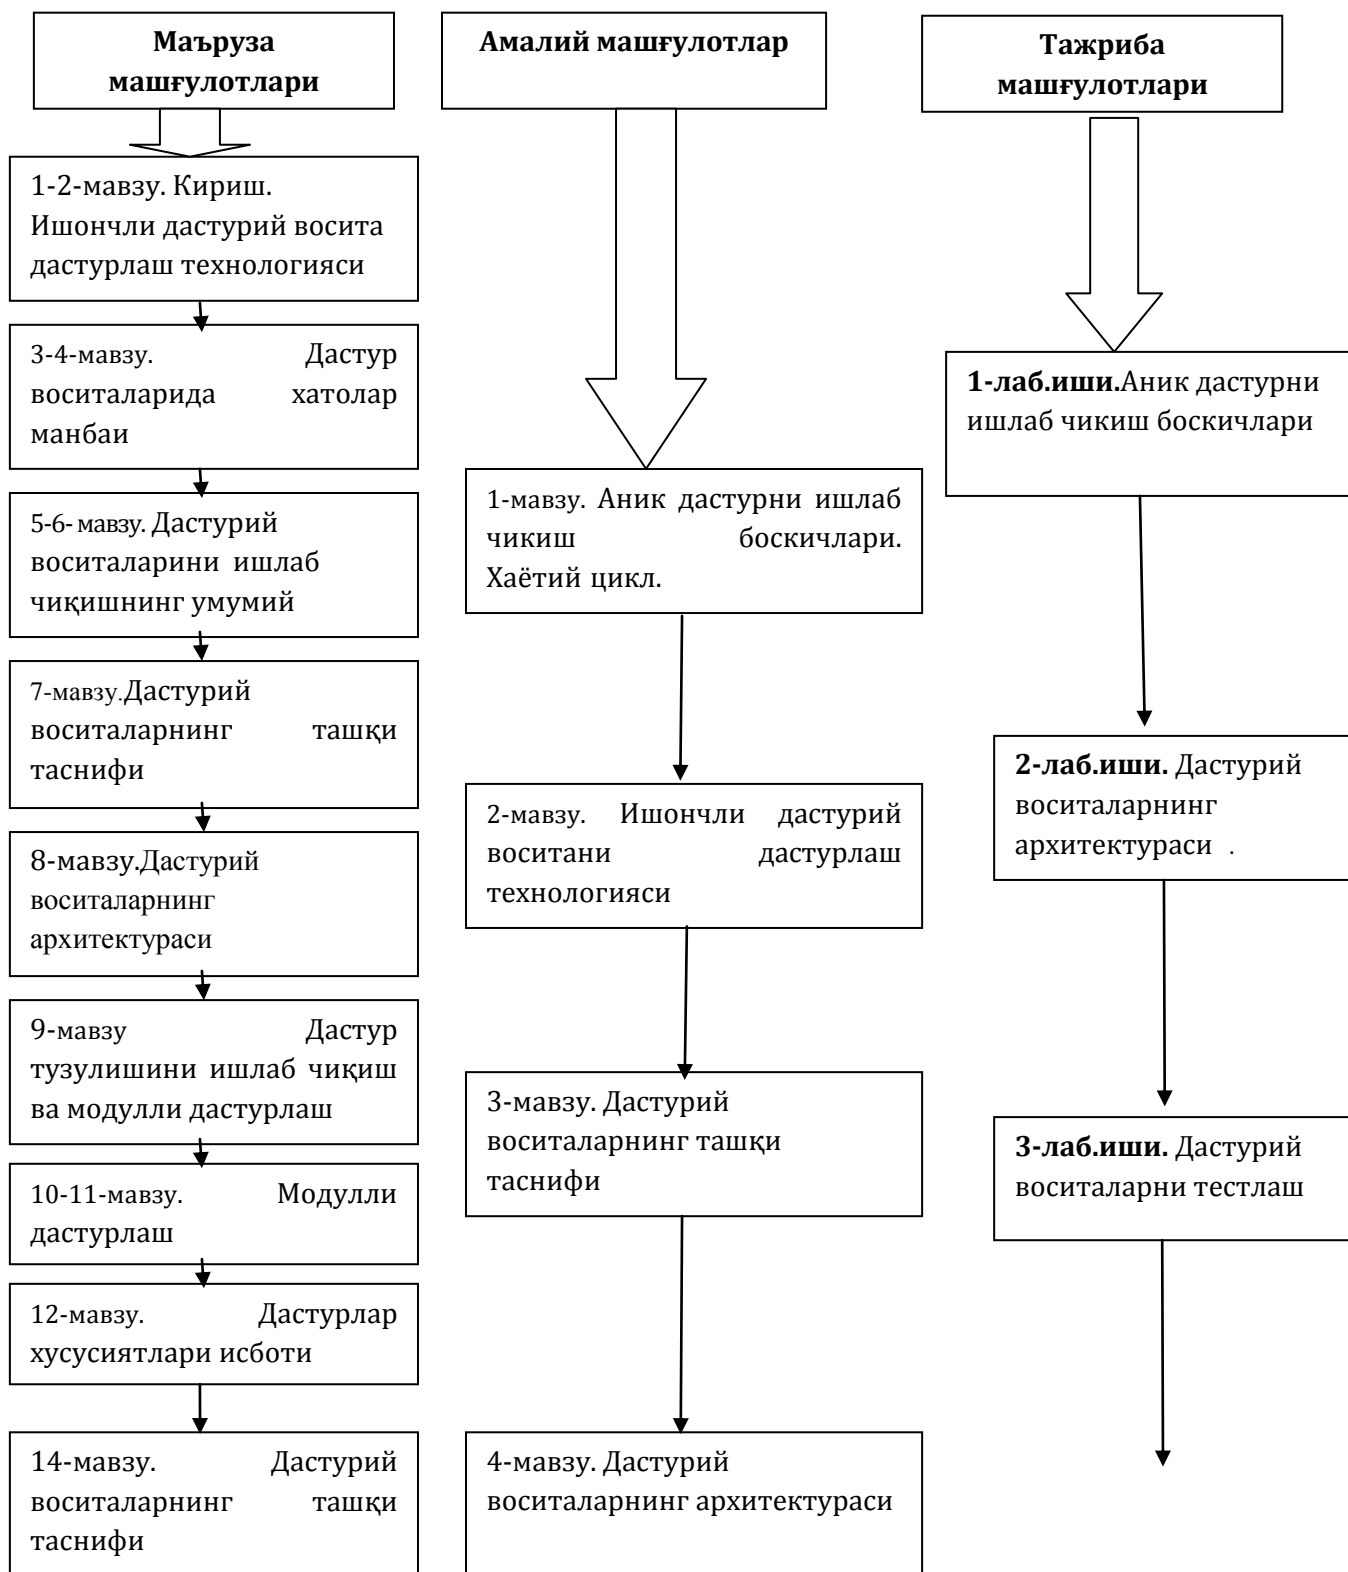 Маъруза
машғулотлари
1-2-мавзу. Кириш.
Ишончли дастурий восита
дастурлаш технологияси
3-4-мавзу. Дастур
воситаларида хатолар
манбаи
5-6- мавзу. Дастурий
воситаларини ишлаб
чиқишнинг умумий
7-мавзу.Дастурий
воситаларнинг ташқи
таснифи
8-мавзу.Дастурий
воситаларнинг
архитектураси
9-мавзу Дастур
тузулишини ишлаб чиқиш
ва модулли дастурлаш
10-11-мавзу. Модулли
дастурлаш
12-мавзу. Дастурлар
хусусиятлари исботи
14-мавзу. Дастурий
воситаларнинг ташқи
таснифи
Амалий машғулотлар
1-мавзу. Аник дастурни ишлаб
чикиш боскичлари.
Хаётий цикл.
2-мавзу. Ишончли дастурий
воситани дастурлаш
технологияси
3-мавзу. Дастурий
воситаларнинг ташқи
таснифи
4-мавзу. Дастурий
воситаларнинг архитектураси
Тажриба
машғулотлари
1-лаб.иши.Аник дастурни
ишлаб чикиш боскичлари
2-лаб.иши. Дастурий
воситаларнинг
архитектураси .
3-лаб.иши. Дастурий
воситаларни тестлаш